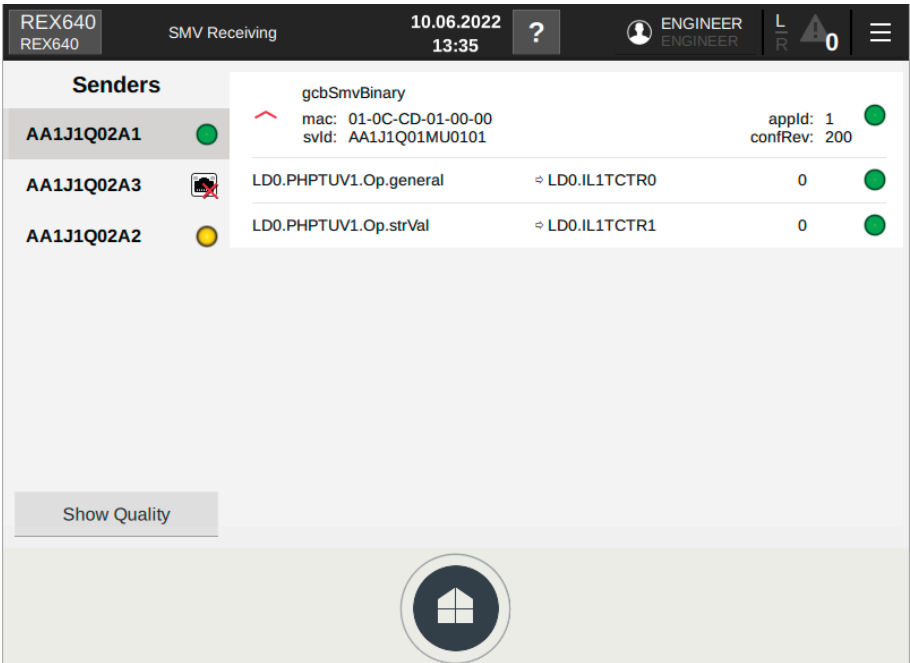 REX640
REX640
SMV Receiving
10.06.2022
13:35
?
ENGINEER
ENGINEER
L
R
0
Senders
AA1J1Q02A1
AA1J1Q02A3
AA1J1Q02A2
gcbSmvBinary
mac: 01-0C-CD-01-00-00
svId: AA1J1Q01MU0101
appId: 1
confRev: 200
LD0.PHPTUV1.Op.general ⇨ LD0.IL1TCTR0 0
LD0.PHPTUV1.Op.strVal ⇨ LD0.IL1TCTR1 0
Show Quality